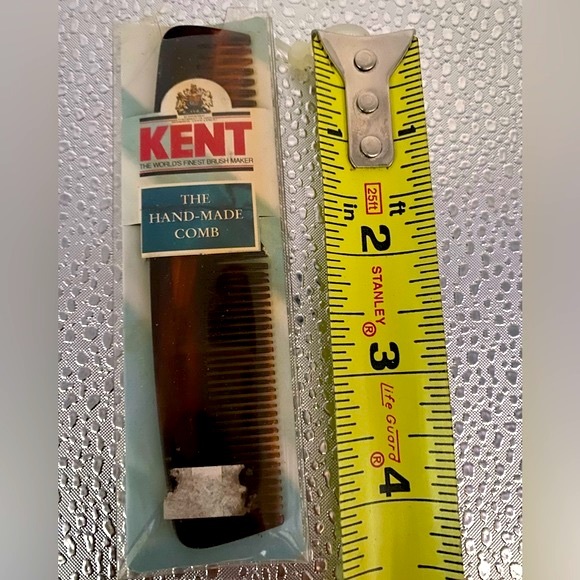 KENT
THE WORLD'S FINEST BRUSH MAKER
THE
HAND-MADE
COMB
1 1
25ft
in ft
2
STANLEY ®
3
Life Guard ®
4